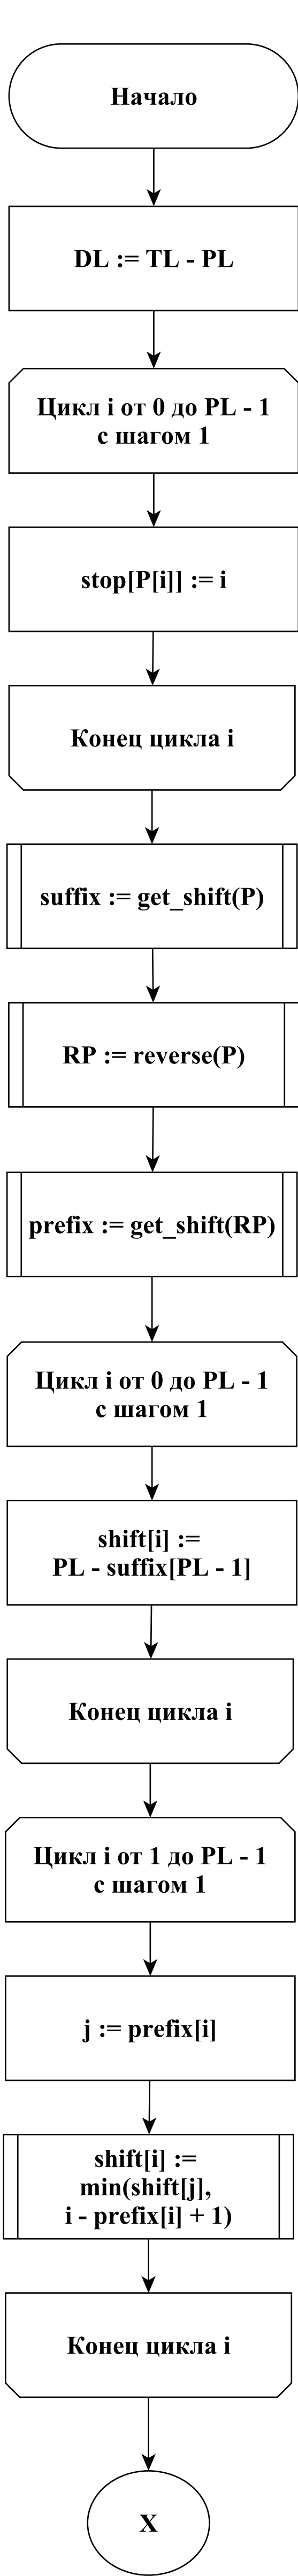 Начало
DL := TL - PL
Цикл i от 0 до PL - 1
с шагом 1
stop[P[i]] := i
Конец цикла i
suffix := get_shift(P)
RP := reverse(P)
prefix := get_shift(RP)
Цикл i от 0 до PL - 1
с шагом 1
shift[i] :=
PL - suffix[PL - 1]
Конец цикла i
Цикл i от 1 до PL - 1
с шагом 1
j := prefix[i]
shift[i] :=
min(shift[j],
i - prefix[i] + 1)
Конец цикла i
X